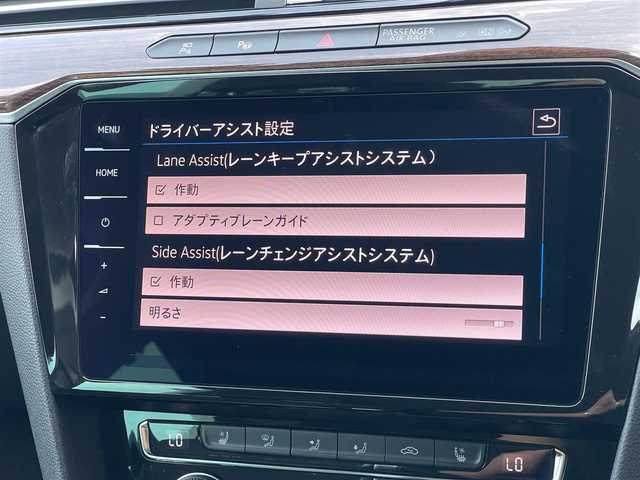 P
P
PASSENGER
AIR BAG
MENU
ドライバーアシスト設定
Lane Assist(レーンキープアシストシステム)
HOME
作動
アダプティブレーンガイド
Side Assist(レーンチェンジアシストシステム)
+
作動
-
明るさ
LO
LO